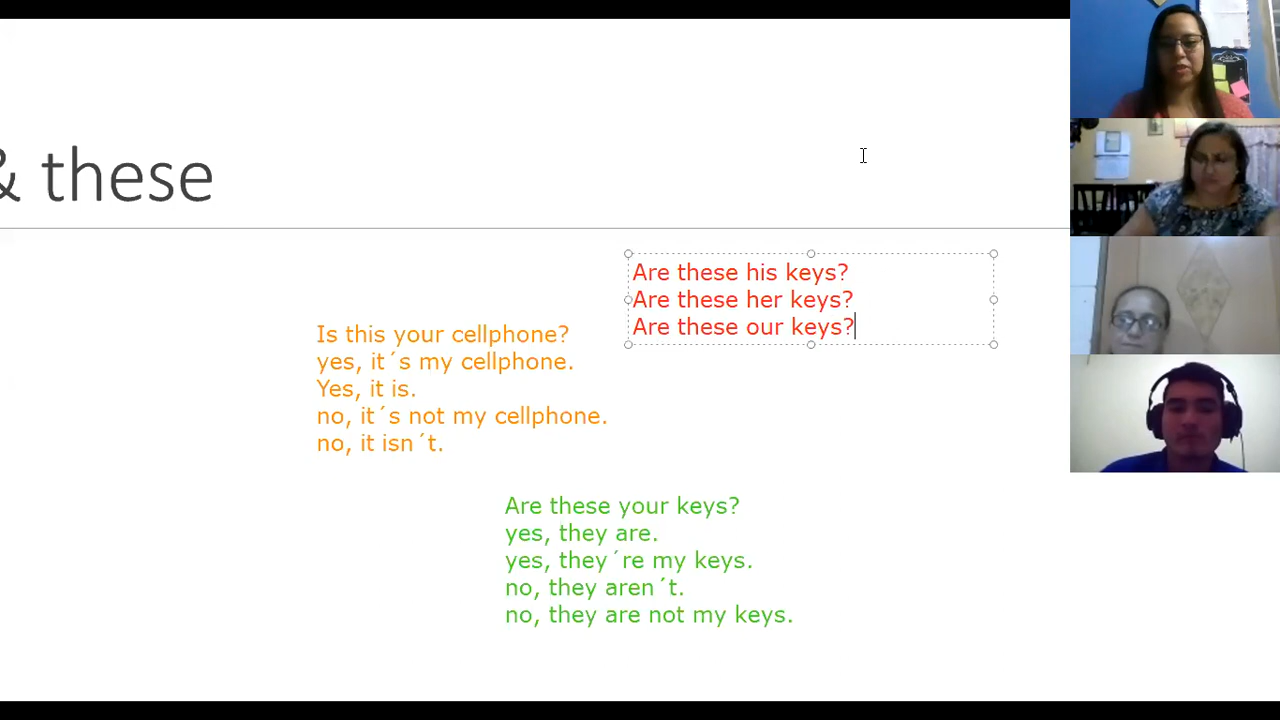 & these
Are these his keys?
Are these her keys?
Are these our keys?
Is this your cellphone?
yes, it´s my cellphone.
Yes, it is.
no, it´s not my cellphone.
no, it isn´t.
Are these your keys?
yes, they are.
yes, they´re my keys.
no, they aren´t.
no, they are not my keys.